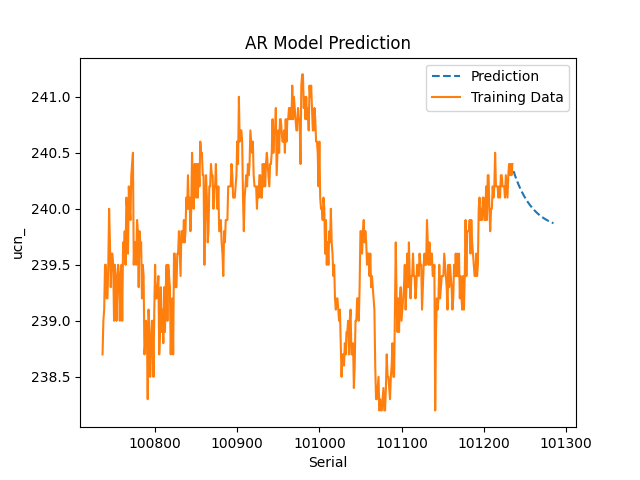 AR Model Prediction
Prediction
Training Data
241.0
240.5
240.0
239.5
239.0
238.5
ucn_
100800 100900 101000 101100 101200 101300
Serial